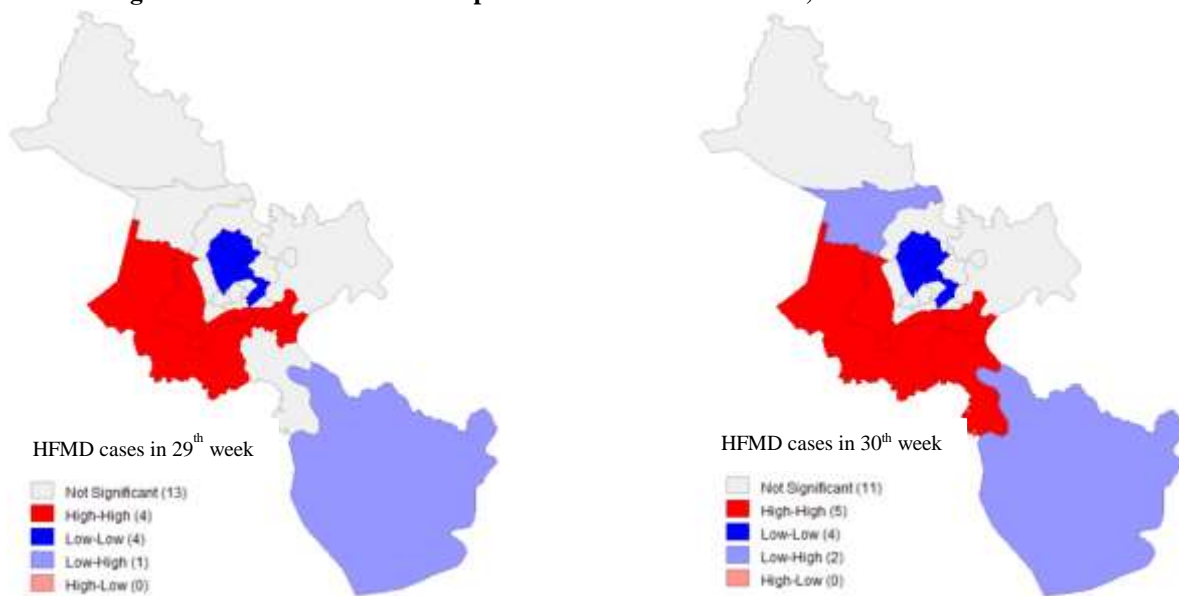 HFMD cases in 29th week
Not Significant (13)
High-High (4)
Low-Low (4)
Low-High (1)
High-Low (0)
HFMD cases in 30th week
Not Significant (11)
High-High (5)
Low-Low (4)
Low-High (2)
High-Low (0)